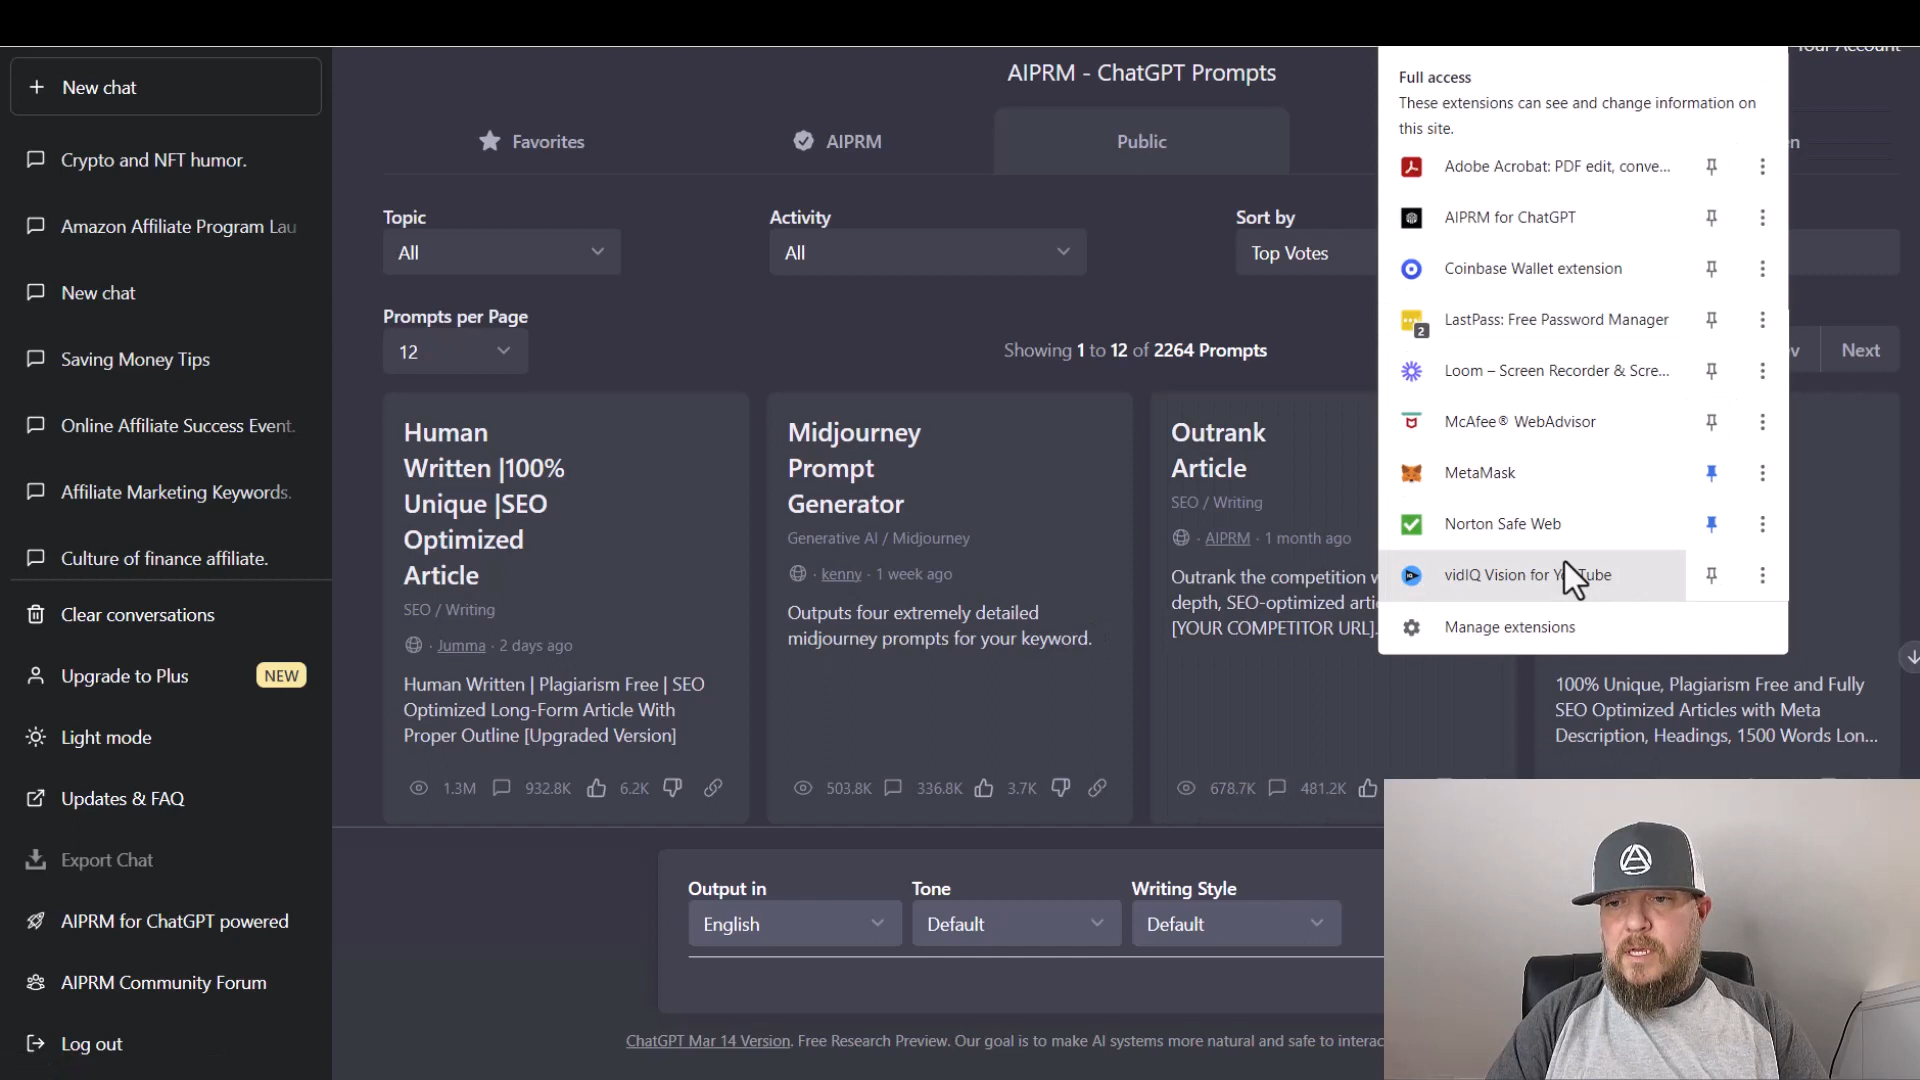 New chat
Crypto and NFT humor.
Amazon Affiliate Program Lau
New chat
Saving Money Tips
Online Affiliate Success Event.
Affiliate Marketing Keywords.
Culture of finance affiliate.
Clear conversations
Upgrade to Plus
NEW
Light mode
Updates & FAQ
Export Chat
AIPRM for ChatGPT powered
AIPRM Community Forum
Log out
AIPRM - ChatGPT Prompts
Your Account
Favorites
AIPRM
Public
Topic
All
Activity
All
Sort by
Top Votes
Prompts per Page
12
Showing 1 to 12 of 2264 Prompts
Next
Human
Written |100%
Unique |SEO
Optimized
Article
SEO / Writing
· Jumma · 2 days ago
Human Written | Plagiarism Free | SEO
Optimized Long-Form Article With
Proper Outline [Upgraded Version]
1.3M
932.8K
6.2K
Midjourney
Prompt
Generator
Generative AI / Midjourney
· kenny · 1 week ago
Outputs four extremely detailed
midjourney prompts for your keyword.
503.8K
336.8K
3.7K
Outrank
Article
SEO / Writing
· AIPRM · 1 month ago
Outrank the competition w
depth, SEO-optimized arti
[YOUR COMPETITOR URL].
678.7K
481.2K
100% Unique, Plagiarism Free and Fully
SEO Optimized Articles with Meta
Description, Headings, 1500 Words Lon...
Full access
These extensions can see and change information on
this site.
Adobe Acrobat: PDF edit, conve...
AIPRM for ChatGPT
Coinbase Wallet extension
LastPass: Free Password Manager
2
Loom – Screen Recorder & Scre...
McAfee® WebAdvisor
MetaMask
Norton Safe Web
vidIQ Vision for YouTube
Manage extensions
Output in
English
Tone
Default
Writing Style
Default
ChatGPT Mar 14 Version. Free Research Preview. Our goal is to make AI systems more natural and safe to interac